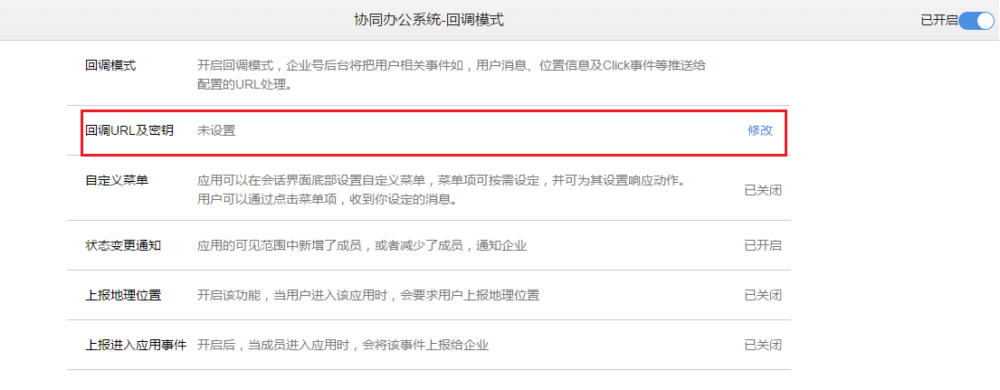 协同办公系统-回调模式
已开启
回调模式
开启回调模式，企业号后台将把用户相关事件如，用户消息、位置信息及Click事件等推送给
配置的URL处理。
回调URL及密钥
未设置
修改
自定义菜单
应用可以在会话界面底部设置自定义菜单，菜单项可按需设定，并可为其设置响应动作。
用户可以通过点击菜单项，收到你设定的消息。
已关闭
状态变更通知
应用的可见范围中新增了成员，或者减少了成员，通知企业
已开启
上报地理位置
开启该功能，当用户进入该应用时，会要求用户上报地理位置
已关闭
上报进入应用事件
开启后，当成员进入应用时，会将该事件上报给企业
已关闭